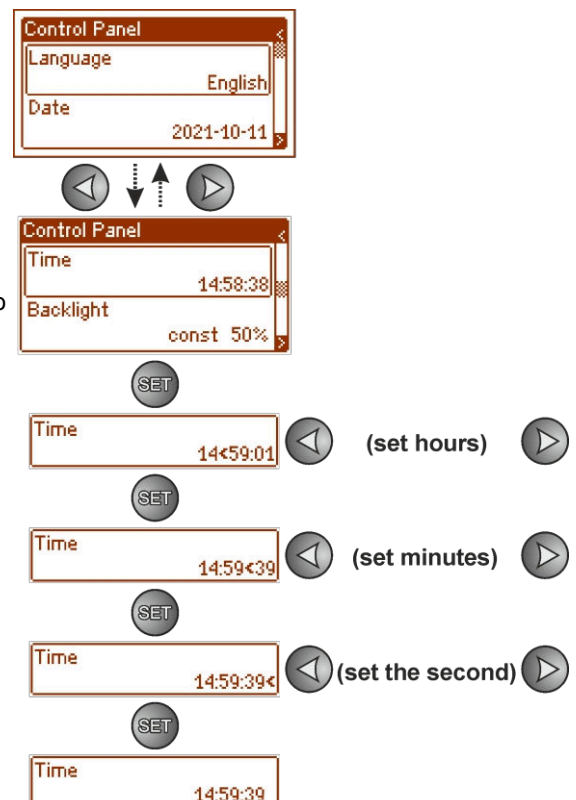 Control Panel
Language
English
Date
2021-10-11
Control Panel
Time
14:58:38
Backlight
const 50%
SET
Time
14<59:01
(set hours)
SET
Time
14:59<39
(set minutes)
SET
Time
14:59:39<
(set the second)
SET
Time
14:59:39